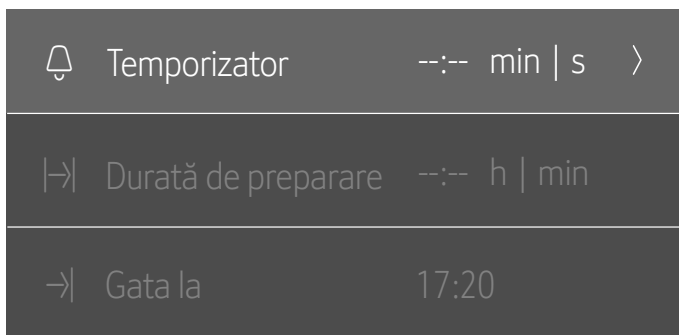 Temporizator --:-- min | s
Durată de preparare --:-- h | min
Gata la 17:20